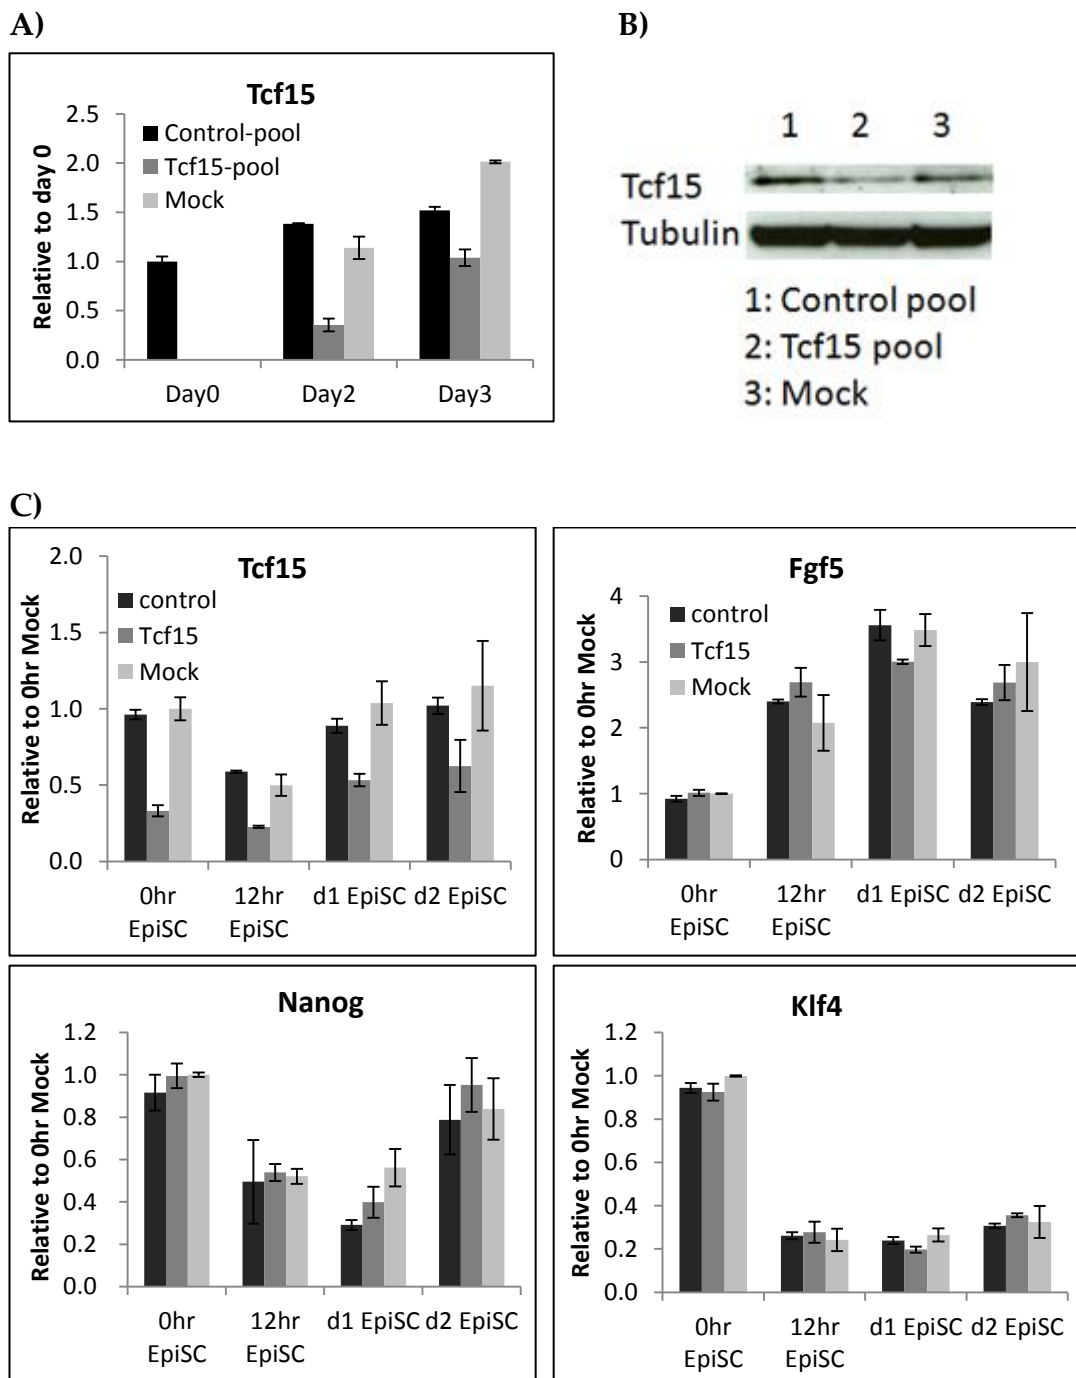 A)
B)
Tcf15
Relative to day 0
2.5
2.0
1.5
1.0
0.5
0.0
Control-pool
Tcf15-pool
Mock
Day0 Day2 Day3
1 2 3
Tcf15
Tubulin
1: Control pool
2: Tcf15 pool
3: Mock
C)
Tcf15
Relative to 0hr Mock
2.0
1.5
1.0
0.5
0.0
control
Tcf15
Mock
0hr EpiSC
12hr EpiSC
d1 EpiSC
d2 EpiSC
Fgf5
Relative to 0hr Mock
4
3
2
1
0
control
Tcf15
Mock
0hr EpiSC
12hr EpiSC
d1 EpiSC
d2 EpiSC
Nanog
Relative to 0hr Mock
1.2
1.0
0.8
0.6
0.4
0.2
0.0
0hr EpiSC
12hr EpiSC
d1 EpiSC
d2 EpiSC
Klf4
Relative to 0hr Mock
1.2
1.0
0.8
0.6
0.4
0.2
0.0
0hr EpiSC
12hr EpiSC
d1 EpiSC
d2 EpiSC